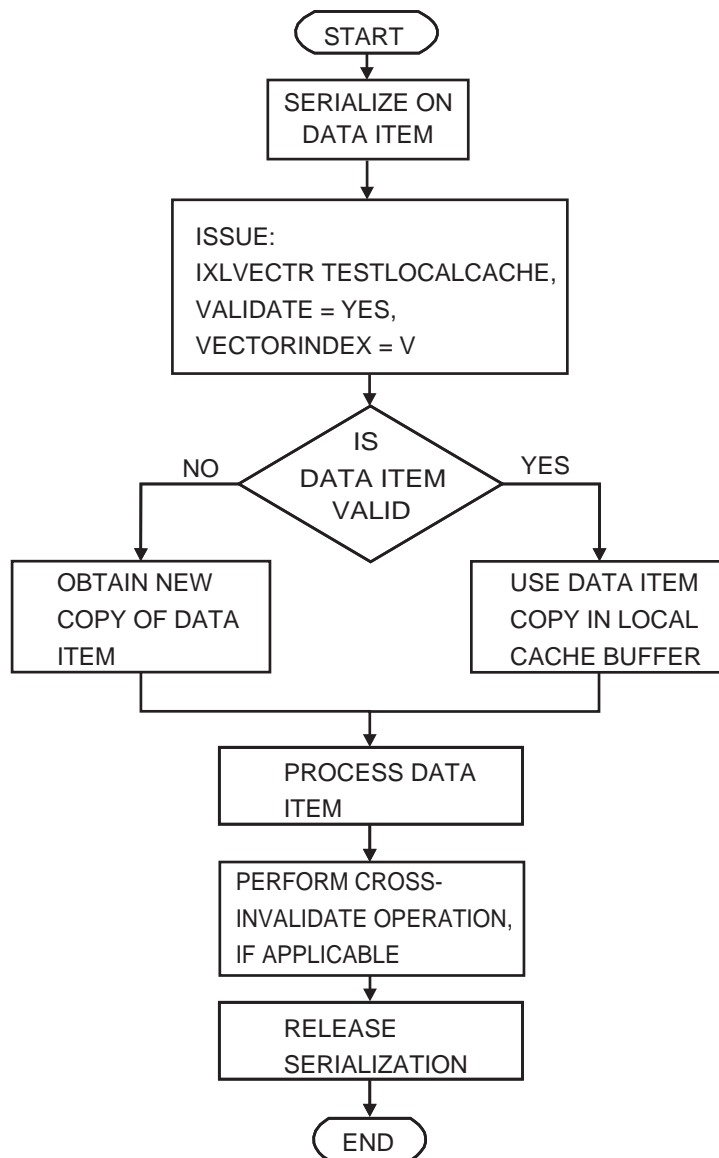 START
SERIALIZE ON
DATA ITEM
ISSUE:
IXLVECTR TESTLOCALCACHE,
VALIDATE = YES,
VECTORINDEX = V
IS
DATA ITEM
VALID
NO
YES
OBTAIN NEW
COPY OF DATA
ITEM
USE DATA ITEM
COPY IN LOCAL
CACHE BUFFER
PROCESS DATA
ITEM
PERFORM CROSS-
INVALIDATE OPERATION,
IF APPLICABLE
RELEASE
SERIALIZATION
END